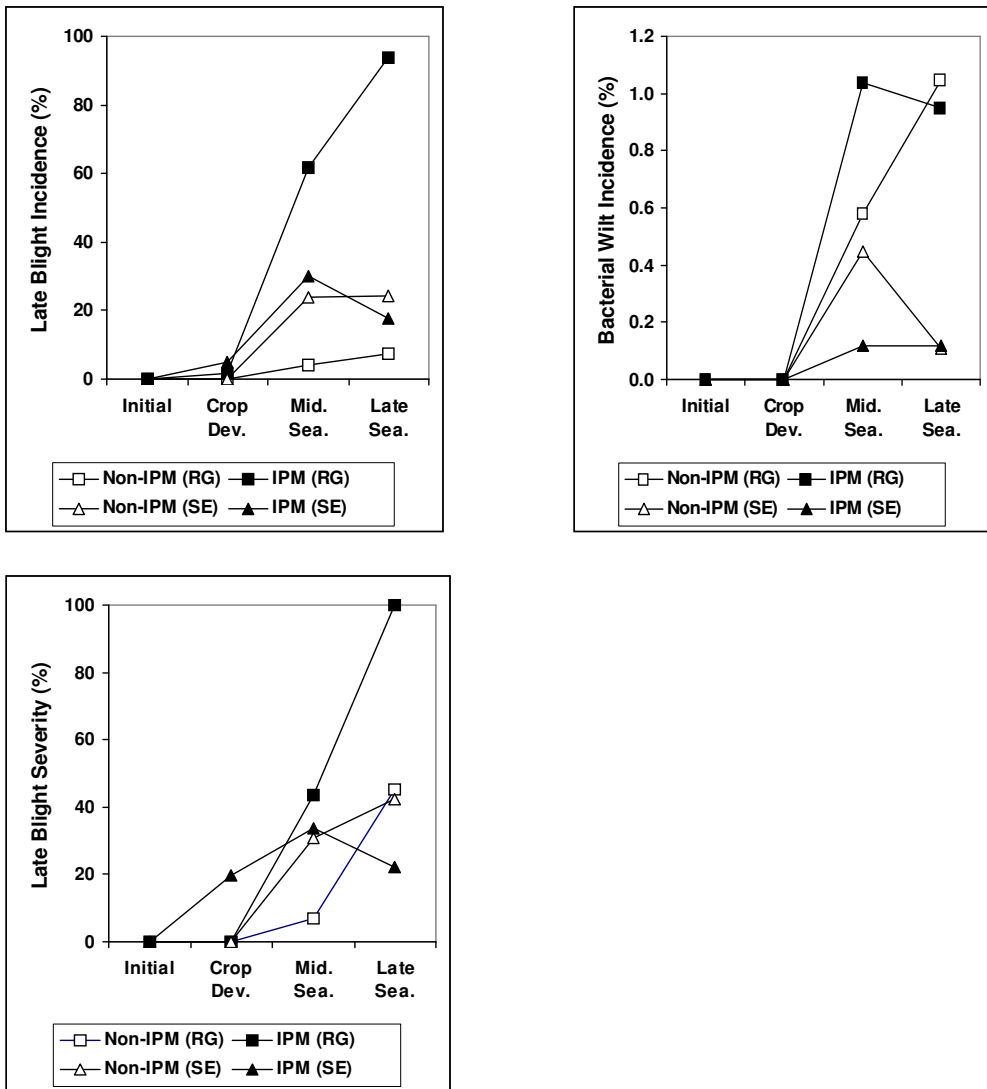 Late Blight Incidence (%)
100
80
60
40
20
0
Initial Crop Mid. Late
Dev. Sea. Sea.
Non-IPM (RG) IPM (RG)
Non-IPM (SE) IPM (SE)
Bacterial Wilt Incidence (%)
1.2
1.0
0.8
0.6
0.4
0.2
0.0
Initial Crop Mid. Late
Dev. Sea. Sea.
Non-IPM (RG) IPM (RG)
Non-IPM (SE) IPM (SE)
Late Blight Severity (%)
100
80
60
40
20
0
Initial Crop Mid. Late
Dev. Sea. Sea.
Non-IPM (RG) IPM (RG)
Non-IPM (SE) IPM (SE)